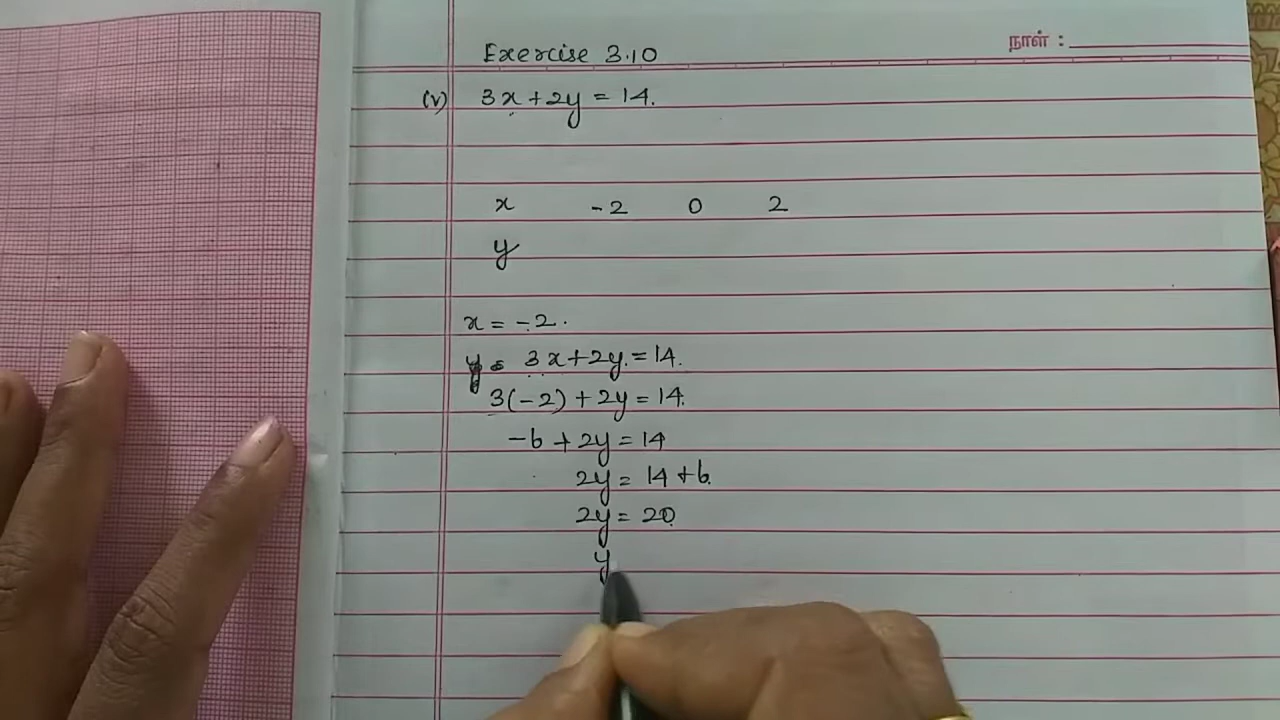 Exercise 3.10
நாள் :
(v) 3x + 2y = 14.
x -2 0 2
y
x = -2.
3x + 2y = 14.
3(-2) + 2y = 14.
-6 + 2y = 14
2y = 14 + 6.
2y = 20
y